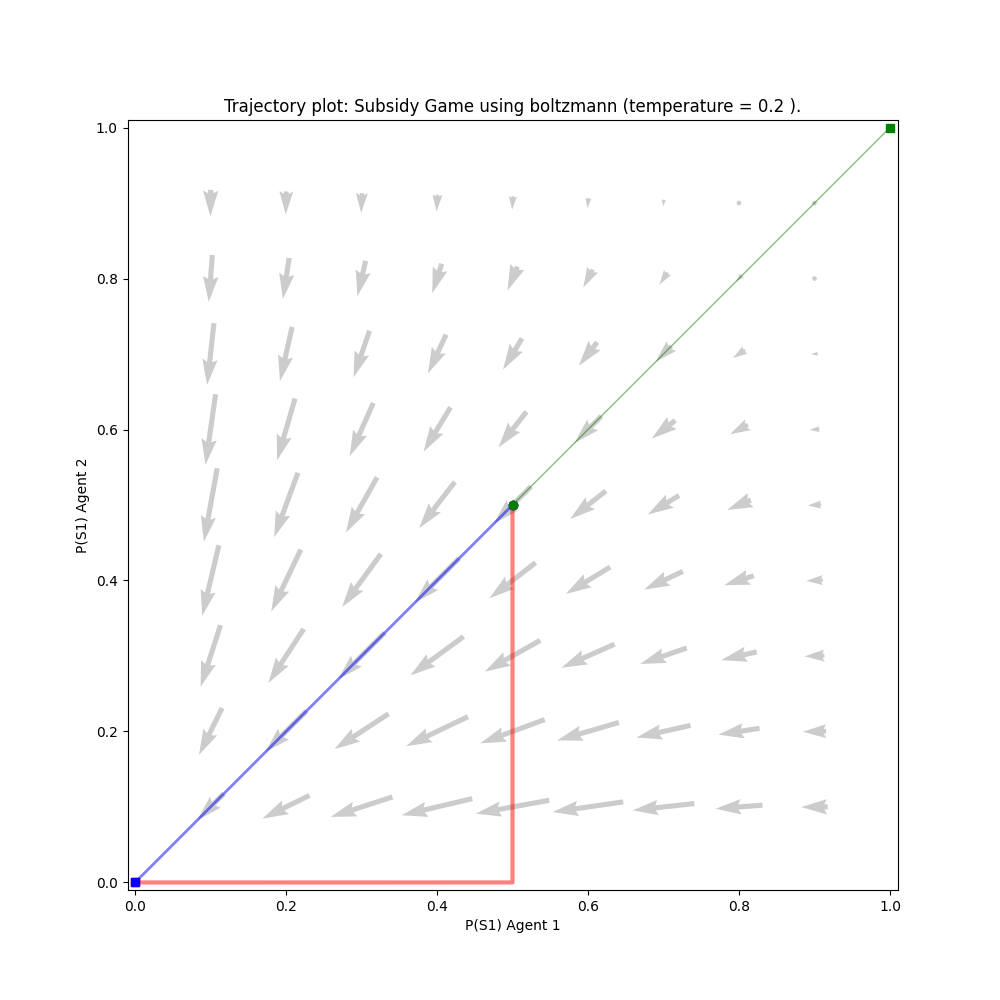 Trajectory plot: Subsidy Game using boltzmann (temperature = 0.2 ).
1.0
0.8
0.6
0.4
0.2
0.0
P(S1) Agent 2
0.0 0.2 0.4 0.6 0.8 1.0
P(S1) Agent 1